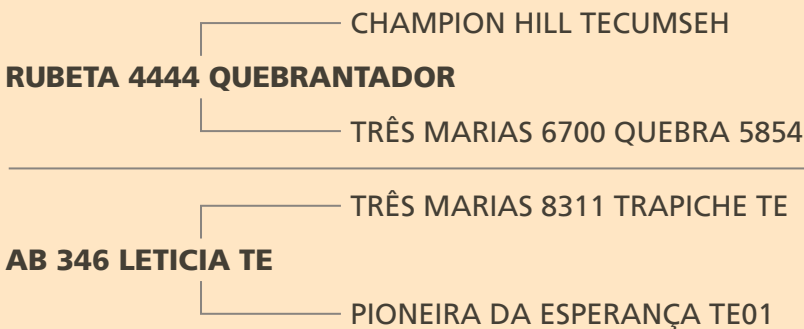 CHAMPION HILL TECUMSEH
RUBETA 4444 QUEBRANTADOR
TRÊS MARIAS 6700 QUEBRA 5854
TRÊS MARIAS 8311 TRAPICHE TE
AB 346 LETICIA TE
PIONEIRA DA ESPERANÇA TE01